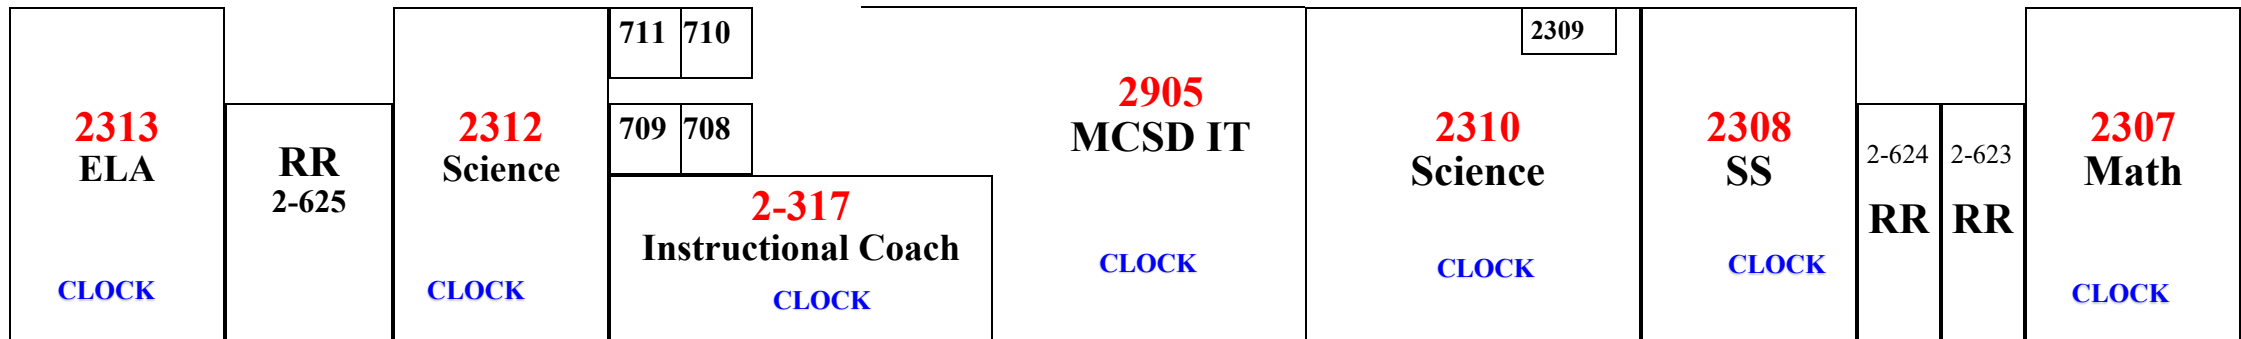 2313
ELA
CLOCK
RR
2-625
2312
Science
CLOCK
711 710
709 708
2-317
Instructional Coach
CLOCK
2905
MCSD IT
CLOCK
2309
2310
Science
CLOCK
2308
SS
CLOCK
2-624
RR
2-623
RR
2307
Math
CLOCK